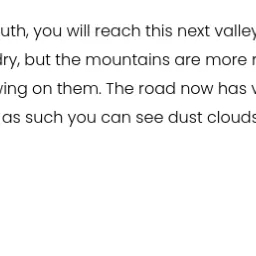 uth, you will reach this next valley
dry, but the mountains are more
ing on them. The road now has
as such you can see dust clouds